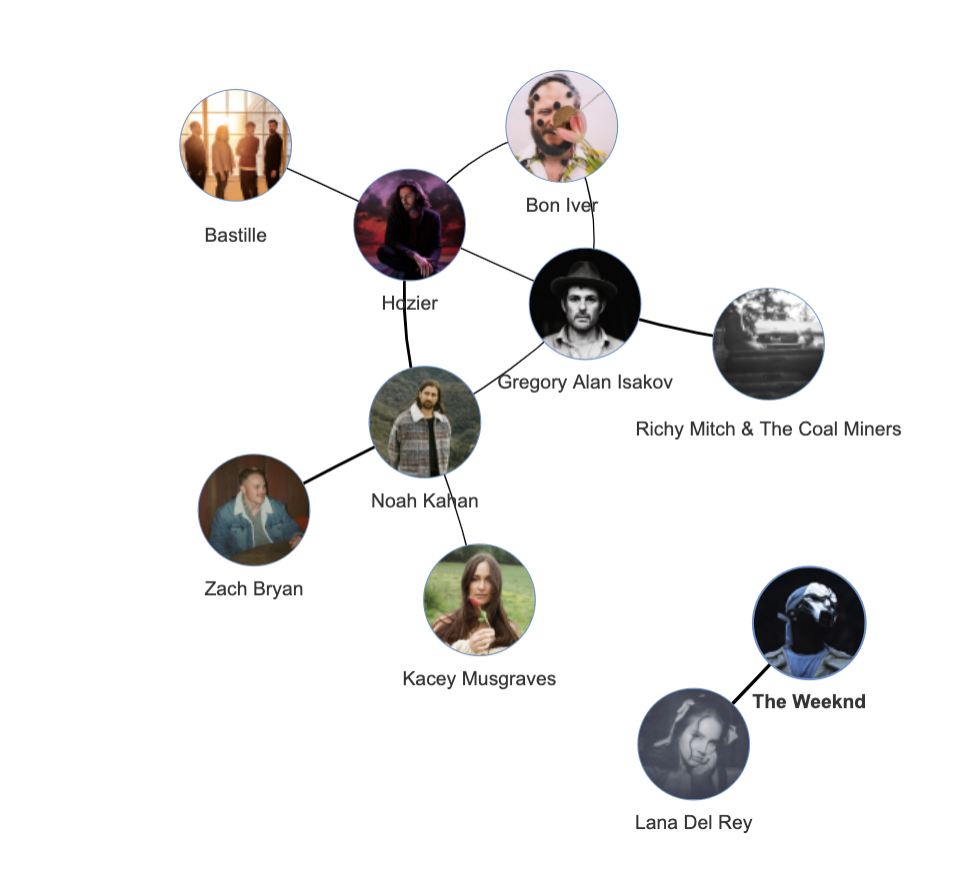 Bon Iver
Bastille
Hozier
Gregory Alan Isakov
Richy Mitch & The Coal Miners
Noah Kahan
Zach Bryan
Kacey Musgraves
The Weeknd
Lana Del Rey